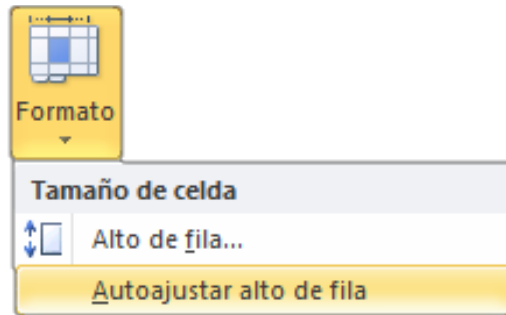 Formato
Tamaño de celda
Alto de fila...
Autoajustar alto de fila